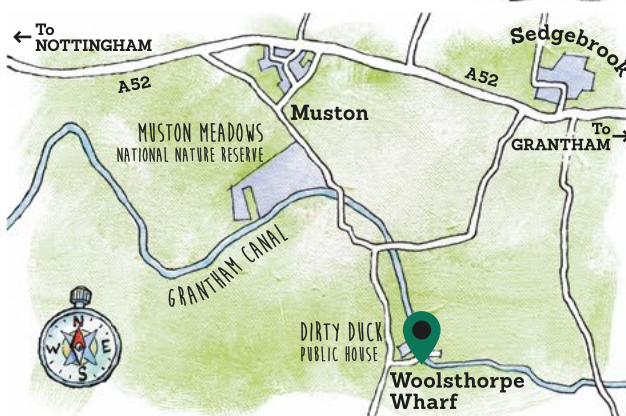 ← To
NOTTINGHAM
A52
A52
Sedgebrook
To →
GRANTHAM
Muston
MUSTON MEADOWS
NATIONAL NATURE RESERVE
GRANTHAM CANAL
DIRTY DUCK
PUBLIC HOUSE
Woolsthorpe
Wharf
N
W E
S